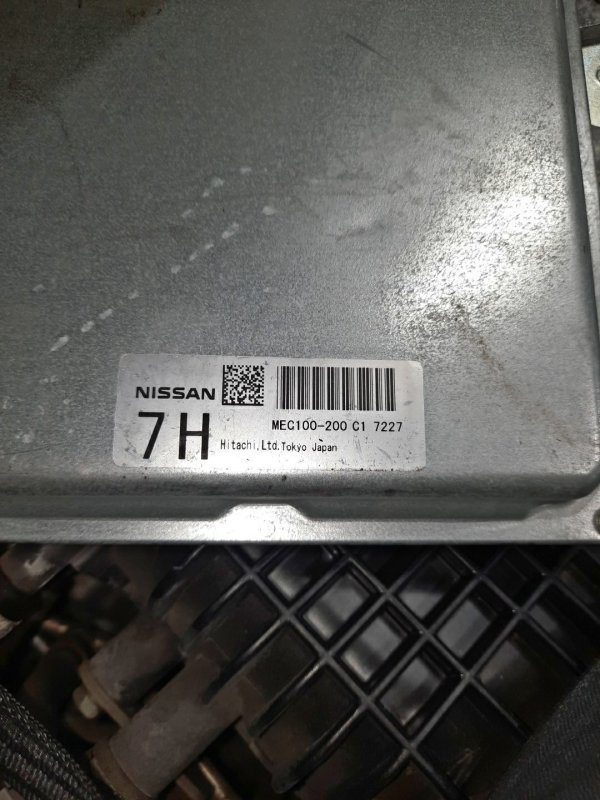 NISSAN
7H
MEC100-200 C1 7227
Hitachi,Ltd.Tokyo Japan